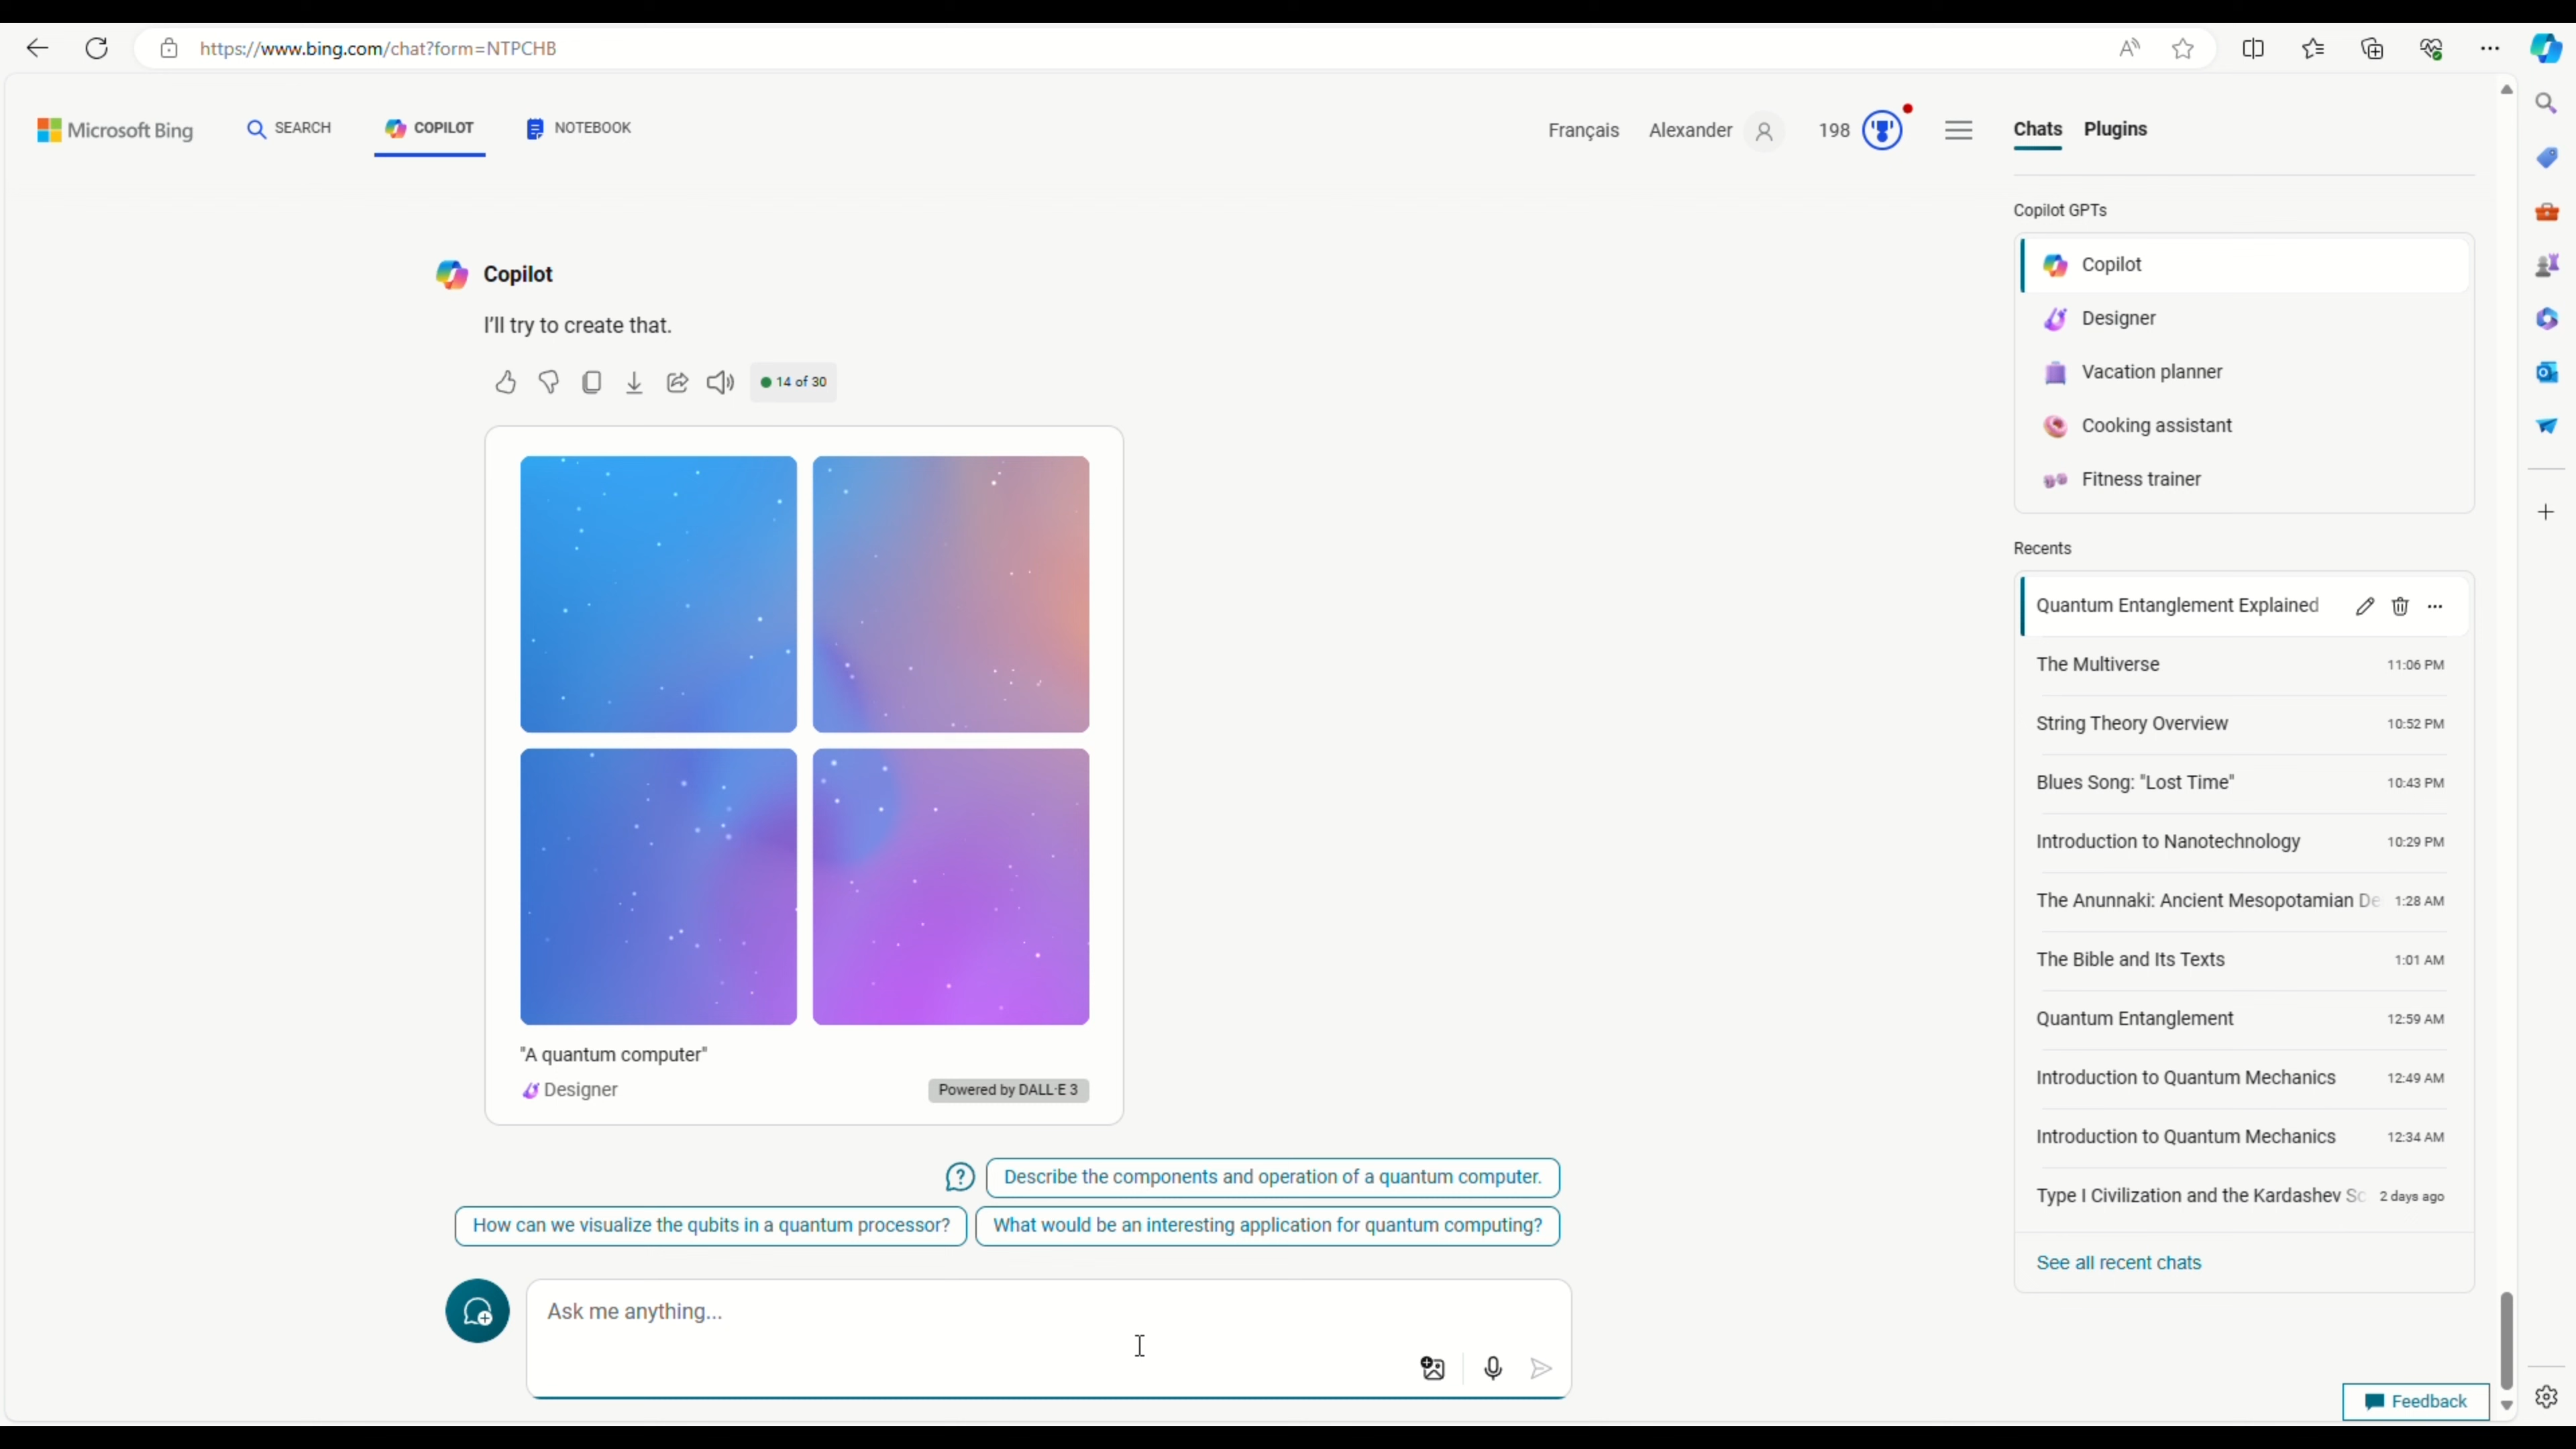 https://www.bing.com/chat?form=NTPCHB
Microsoft Bing
SEARCH
COPILOT
NOTEBOOK
Français
Alexander
198
Chats
Plugins
Copilot
I'll try to create that.
14 of 30
"A quantum computer"
Designer
Powered by DALL·E 3
Describe the components and operation of a quantum computer.
How can we visualize the qubits in a quantum processor?
What would be an interesting application for quantum computing?
Ask me anything...
Copilot GPTs
Copilot
Designer
Vacation planner
Cooking assistant
Fitness trainer
Recents
Quantum Entanglement Explained
The Multiverse 11:06 PM
String Theory Overview 10:52 PM
Blues Song: "Lost Time" 10:43 PM
Introduction to Nanotechnology 10:29 PM
The Anunnaki: Ancient Mesopotamian De 1:28 AM
The Bible and Its Texts 1:01 AM
Quantum Entanglement 12:59 AM
Introduction to Quantum Mechanics 12:49 AM
Introduction to Quantum Mechanics 12:34 AM
Type I Civilization and the Kardashev Sc 2 days ago
See all recent chats
Feedback